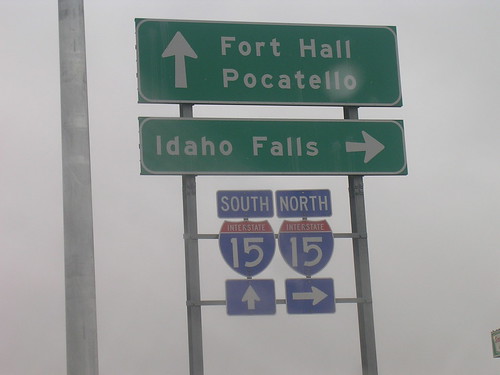 Fort Hall
Pocatello
Idaho Falls
SOUTH NORTH
INTERSTATE INTERSTATE
15 15